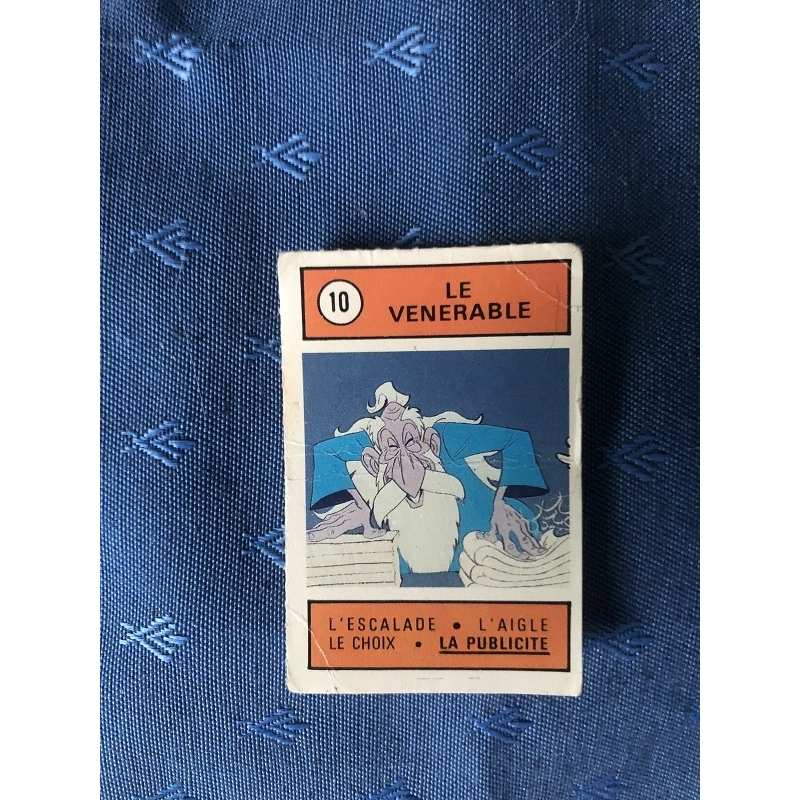 10
LE
VENERABLE
L'ESCALADE • L'AIGLE
LE CHOIX • LA PUBLICITE